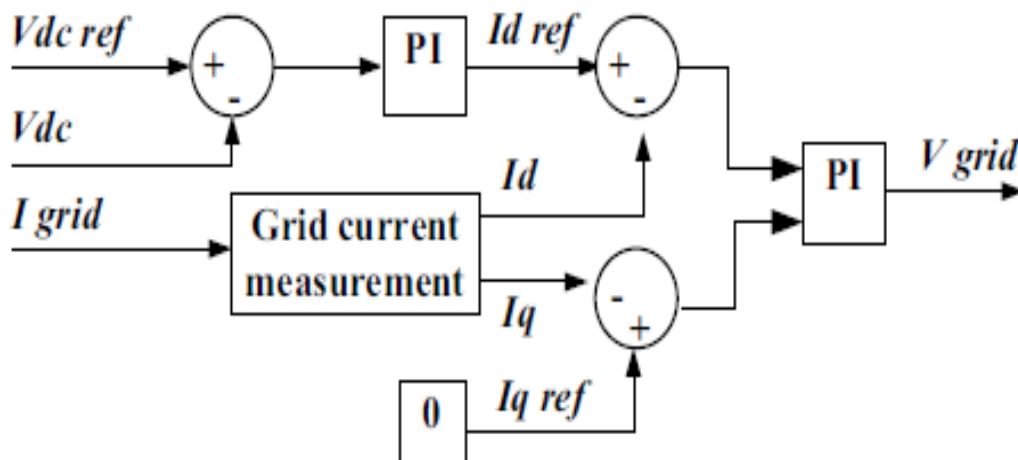 Vdc ref
+
-
PI
Id ref
+
-
Vdc
I grid
Grid current
measurement
Id
Iq
-
+
PI
V grid
0
Iq ref